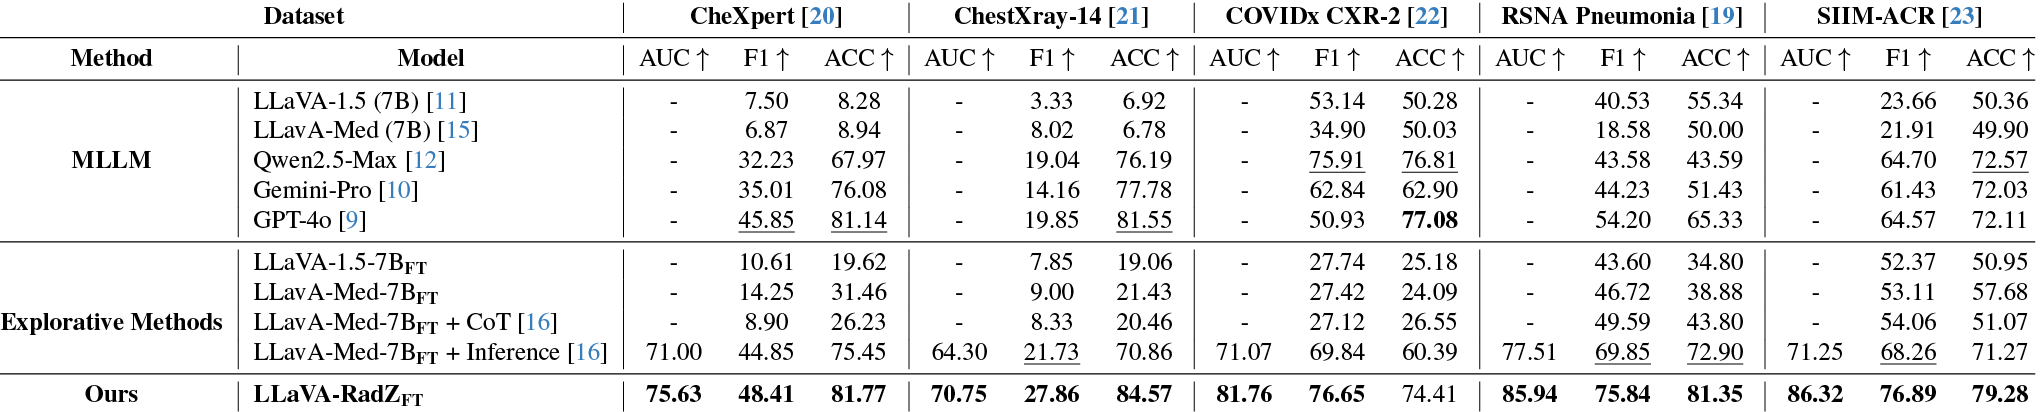 Dataset CheXpert [20] ChestXray-14 [21] COVIDx CXR-2 [22] RSNA Pneumonia [19] SIIM-ACR [23]
Method Model AUC ↑ F1 ↑ ACC ↑ AUC ↑ F1 ↑ ACC ↑ AUC ↑ F1 ↑ ACC ↑ AUC ↑ F1 ↑ ACC ↑ AUC ↑ F1 ↑ ACC ↑
LLaVA-1.5 (7B) [11] - 7.50 8.28 - 3.33 6.92 - 53.14 50.28 - 40.53 55.34 - 23.66 50.36
LLavA-Med (7B) [15] - 6.87 8.94 - 8.02 6.78 - 34.90 50.03 - 18.58 50.00 - 21.91 49.90
MLLM Qwen2.5-Max [12] - 32.23 67.97 - 19.04 76.19 - 75.91 76.81 - 43.58 43.59 - 64.70 72.57
Gemini-Pro [10] - 35.01 76.08 - 14.16 77.78 - 62.84 62.90 - 44.23 51.43 - 61.43 72.03
GPT-4o [9] - 45.85 81.14 - 19.85 81.55 - 50.93 77.08 - 54.20 65.33 - 64.57 72.11
LLaVA-1.5-7BFT - 10.61 19.62 - 7.85 19.06 - 27.74 25.18 - 43.60 34.80 - 52.37 50.95
LLavA-Med-7BFT - 14.25 31.46 - 9.00 21.43 - 27.42 24.09 - 46.72 38.88 - 53.11 57.68
Explorative Methods LLavA-Med-7BFT + CoT [16] - 8.90 26.23 - 8.33 20.46 - 27.12 26.55 - 49.59 43.80 - 54.06 51.07
LLavA-Med-7BFT + Inference [16] 71.00 44.85 75.45 64.30 21.73 70.86 71.07 69.84 60.39 77.51 69.85 72.90 71.25 68.26 71.27
Ours LLaVA-RadZFT 75.63 48.41 81.77 70.75 27.86 84.57 81.76 76.65 74.41 85.94 75.84 81.35 86.32 76.89 79.28